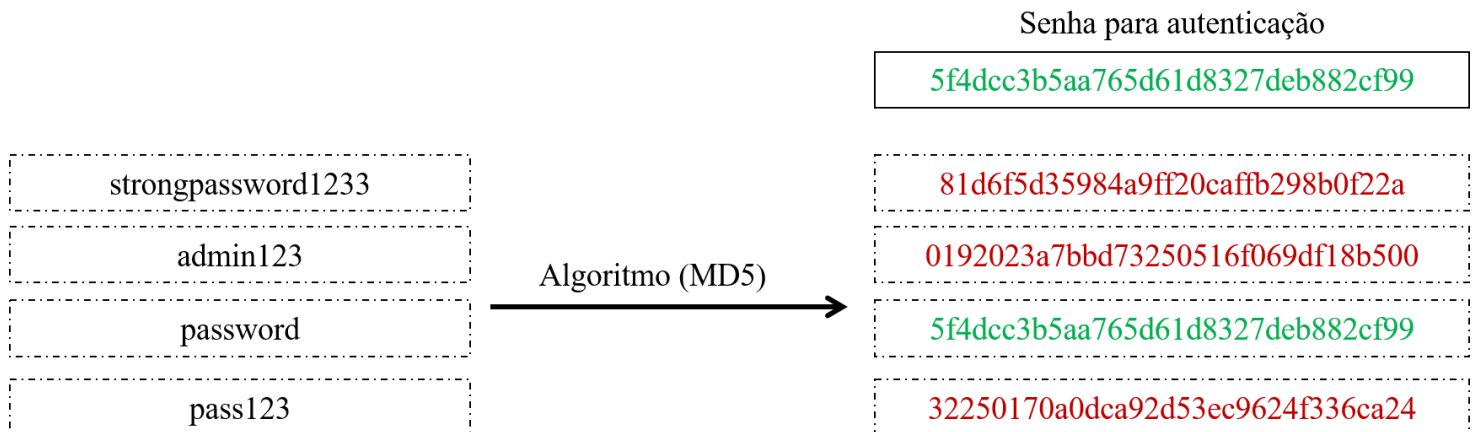 Senha para autenticação
5f4dcc3b5aa765d61d8327deb882cf99
strongpassword1233
81d6f5d35984a9ff20caffb298b0f22a
admin123
0192023a7bbd73250516f069df18b500
Algoritmo (MD5)
password
5f4dcc3b5aa765d61d8327deb882cf99
pass123
32250170a0dca92d53ec9624f336ca24